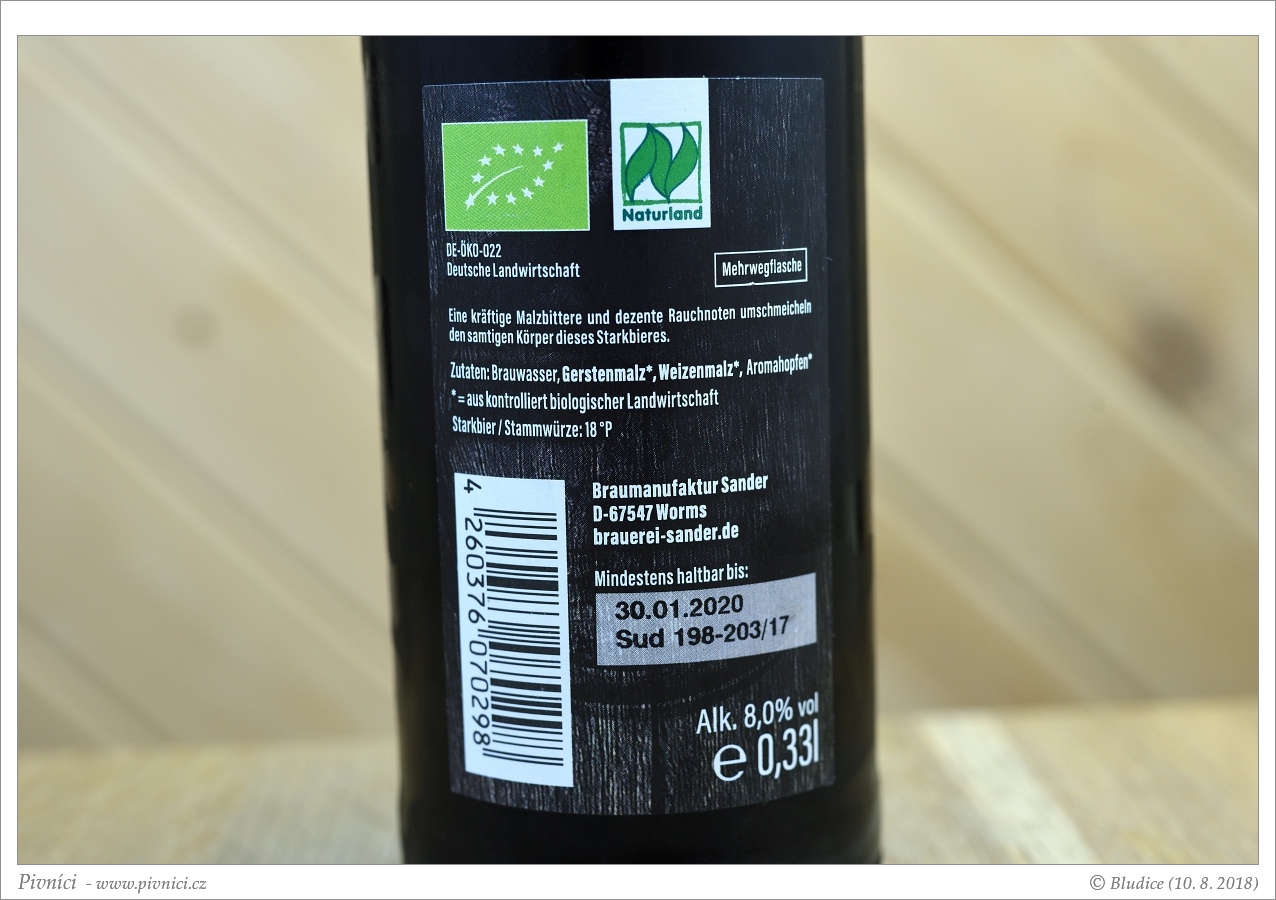 Naturland
DE-ÖKO-022
Deutsche Landwirtschaft
Mehrwegflasche
Eine kräftige Malzbittere und dezente Rauchnoten umschmeicheln
den samtigen Körper dieses Starkbieres.
Zutaten: Brauwasser, Gerstenmalz*, Weizenmalz*, Aromahopfen*
* = aus kontrolliert biologischer Landwirtschaft
Starkbier / Stammwürze: 18 °P
4 260376 070298
Braumanufaktur Sander
D-67547 Worms
brauerei-sander.de
Mindestens haltbar bis:
30.01.2020
Sud 198-203/17
Alk. 8,0% vol
e 0,33l
Pivníci - www.pivnici.cz
© Bludice (10. 8. 2018)